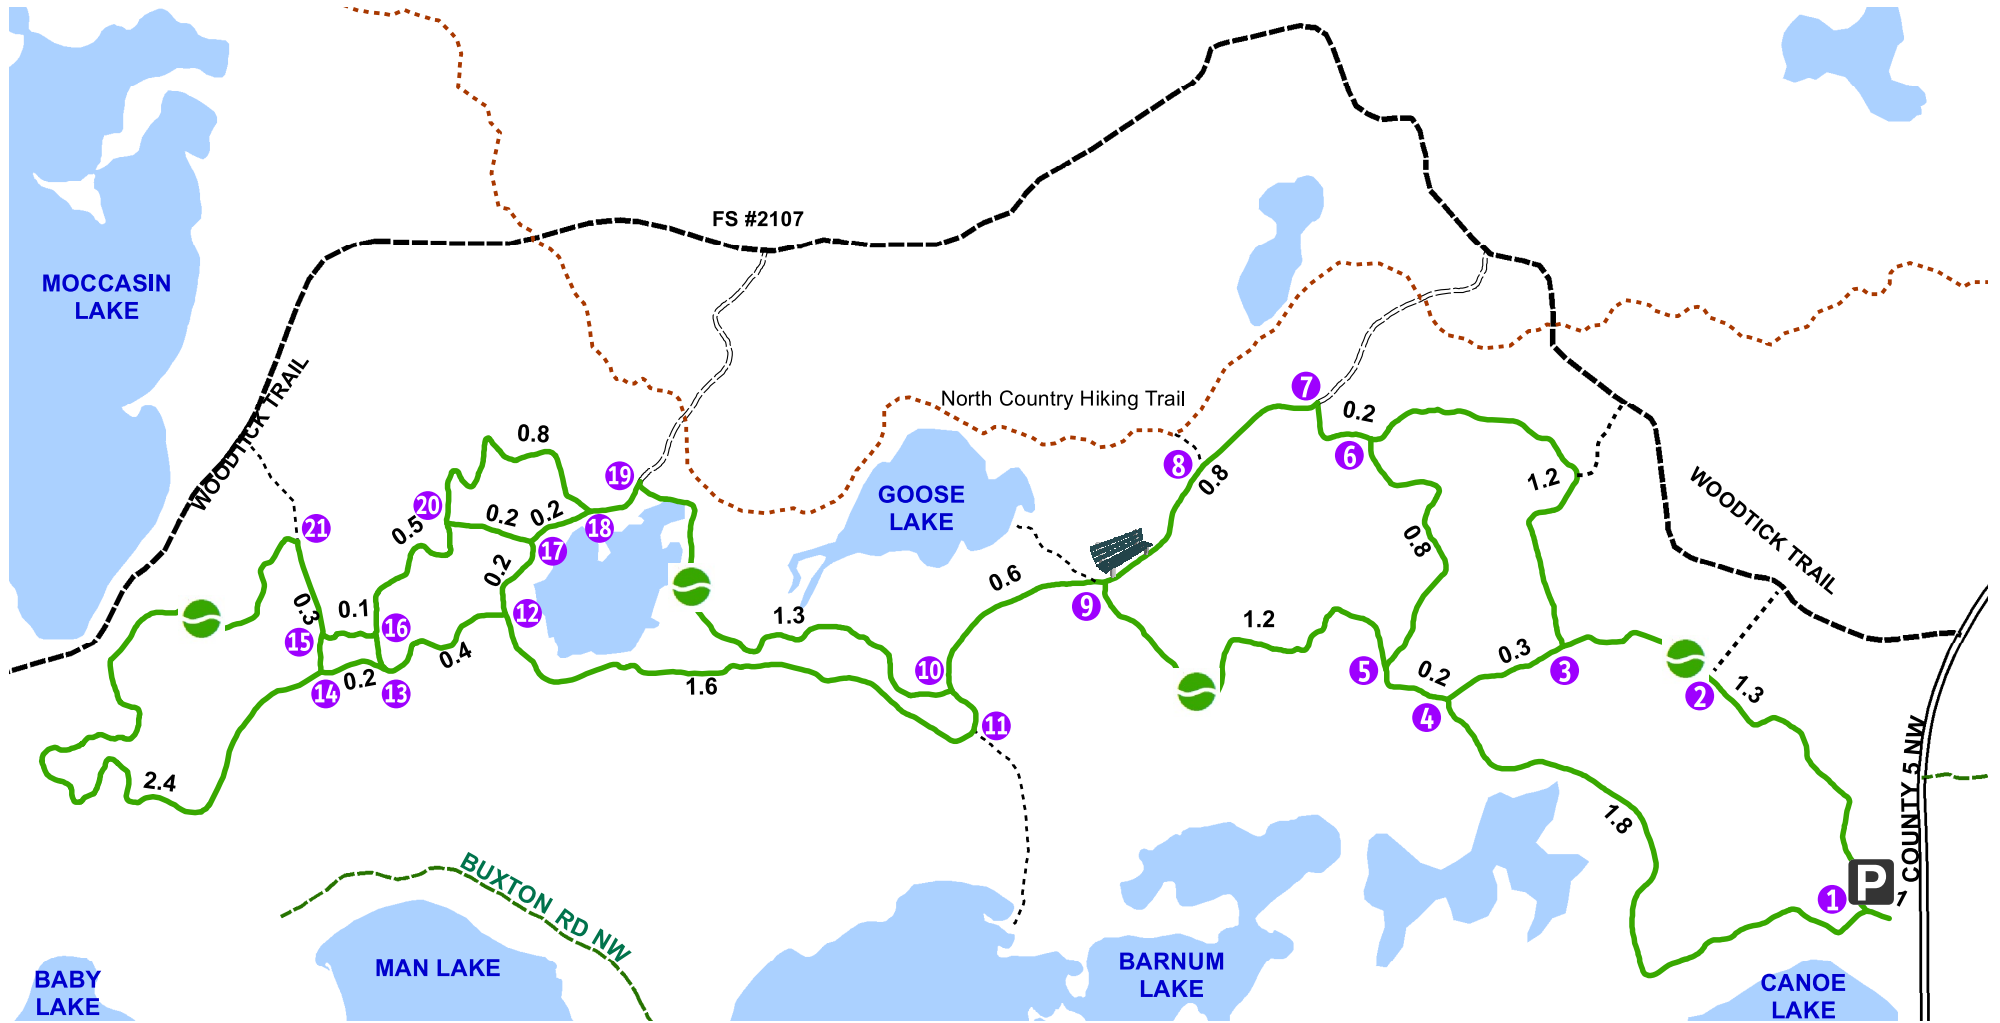 FS #2107
MOCCASIN
LAKE
WOODTICK TRAIL
North Country Hiking Trail
7
0.2
6
8
0.8
1.2
0.8
19
20
0.5
21
0.2
0.2
18
17
GOOSE
LAKE
WOODTICK TRAIL
0.2
12
0.3
0.1
16
15
14
0.2
13
0.4
1.3
1.6
10
11
0.6
9
1.2
5
0.2
4
0.3
3
2
1.3
2.4
0.8
1.8
COUNTY 5 NW
P
1
1
BUXTON RD NW
MAN LAKE
BABY
LAKE
BARNUM
LAKE
CANOE
LAKE